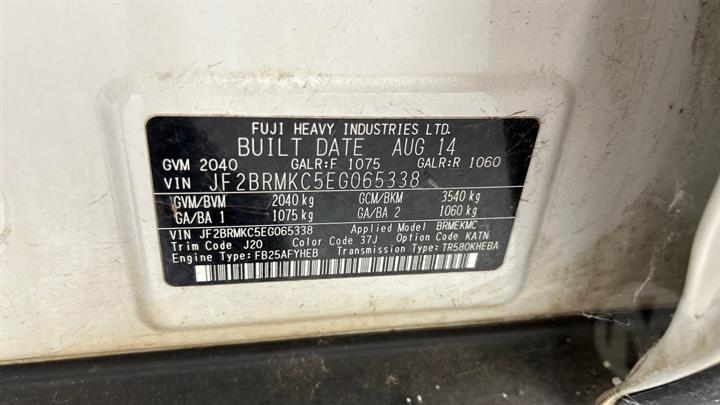 FUJI HEAVY INDUSTRIES LTD.
BUILT DATE AUG 14
GVM 2040 GALR:F 1075 GALR:R 1060
VIN JF2BRMKC5EG065338
GVM/BVM 2040 kg GCM/BKM 3540 kg
GA/BA 1 1075 kg GA/BA 2 1060 kg
VIN JF2BRMKC5EG065338 Applied Model BRMEKMC
Trim Code J20 Color Code 37J Option Code KATN
Engine Type: FB25AFYHEB Transmission Type: TR580KHEBA